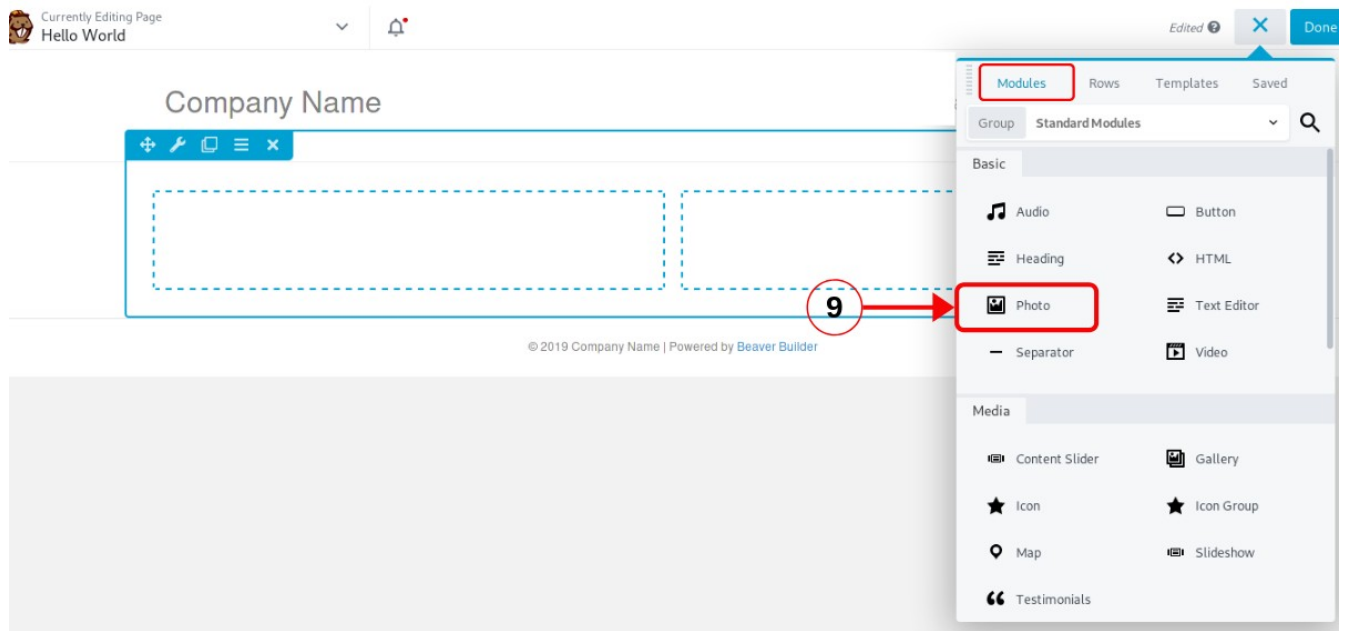 Currently Editing Page
Hello World
Edited
Done
Company Name
Modules Rows Templates Saved
Group Standard Modules
Basic
Audio Button
Heading HTML
9
Photo Text Editor
Separator Video
© 2019 Company Name | Powered by Beaver Builder
Media
Content Slider Gallery
Icon Icon Group
Map Slideshow
Testimonials